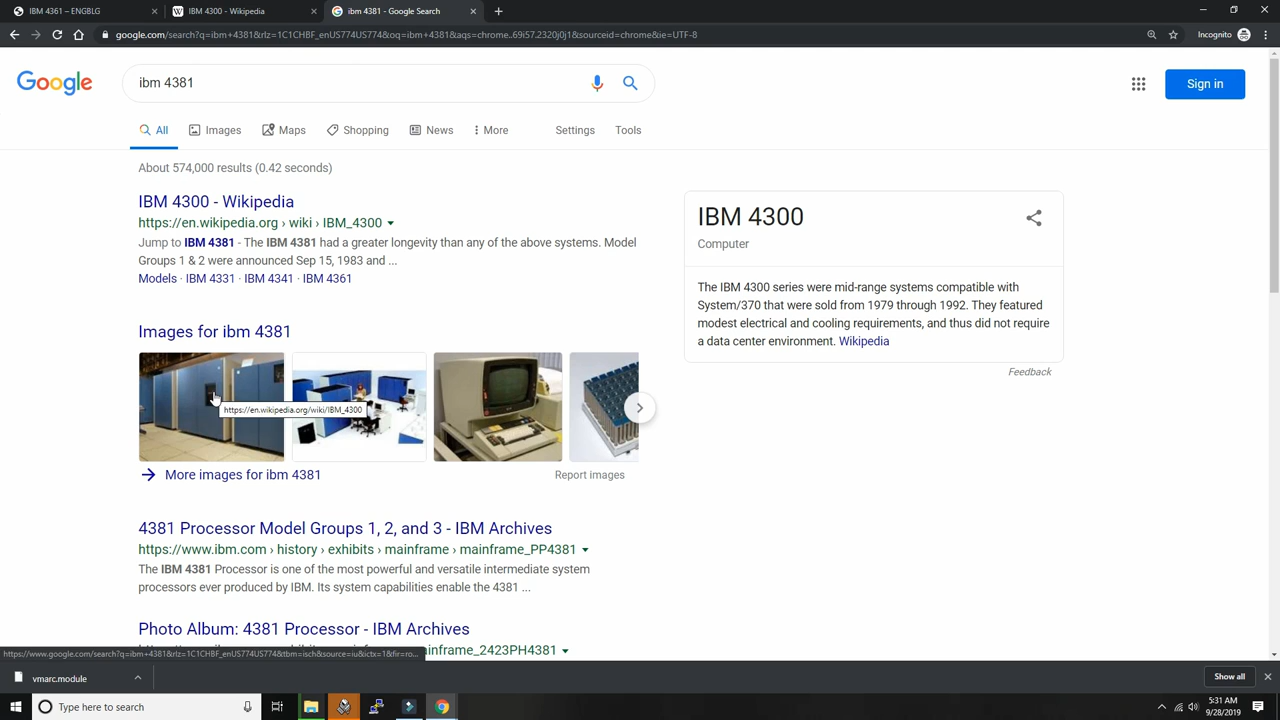 IBM 4361 – ENGBLG
IBM 4300 - Wikipedia
ibm 4381 - Google Search
google.com/search?q=ibm+4381&rlz=1C1CHBF_enUS774US774&oq=ibm+4381&aqs=chrome..69i57.2320j0j1&sourceid=chrome&ie=UTF-8
Incognito
Google
ibm 4381
Sign in
All
Images
Maps
Shopping
News
More
Settings
Tools
About 574,000 results (0.42 seconds)
IBM 4300 - Wikipedia
https://en.wikipedia.org › wiki › IBM_4300
Jump to IBM 4381 - The IBM 4381 had a greater longevity than any of the above systems. Model
Groups 1 & 2 were announced Sep 15, 1983 and ...
Models · IBM 4331 · IBM 4341 · IBM 4361
Images for ibm 4381
https://en.wikipedia.org/wiki/IBM_4300
More images for ibm 4381
Report images
4381 Processor Model Groups 1, 2, and 3 - IBM Archives
https://www.ibm.com › history › exhibits › mainframe › mainframe_PP4381
The IBM 4381 Processor is one of the most powerful and versatile intermediate system
processors ever produced by IBM. Its system capabilities enable the 4381 ...
Photo Album: 4381 Processor - IBM Archives
IBM 4300
Computer
The IBM 4300 series were mid-range systems compatible with
System/370 that were sold from 1979 through 1992. They featured
modest electrical and cooling requirements, and thus did not require
a data center environment. Wikipedia
Feedback
https://www.google.com/search?q=ibm+4381&rlz=1C1CHBF_enUS774US774&tbm=isch&source=iu&ictx=1&fir=ro...
vmarc.module
Show all
Type here to search
5:31 AM
9/28/2019